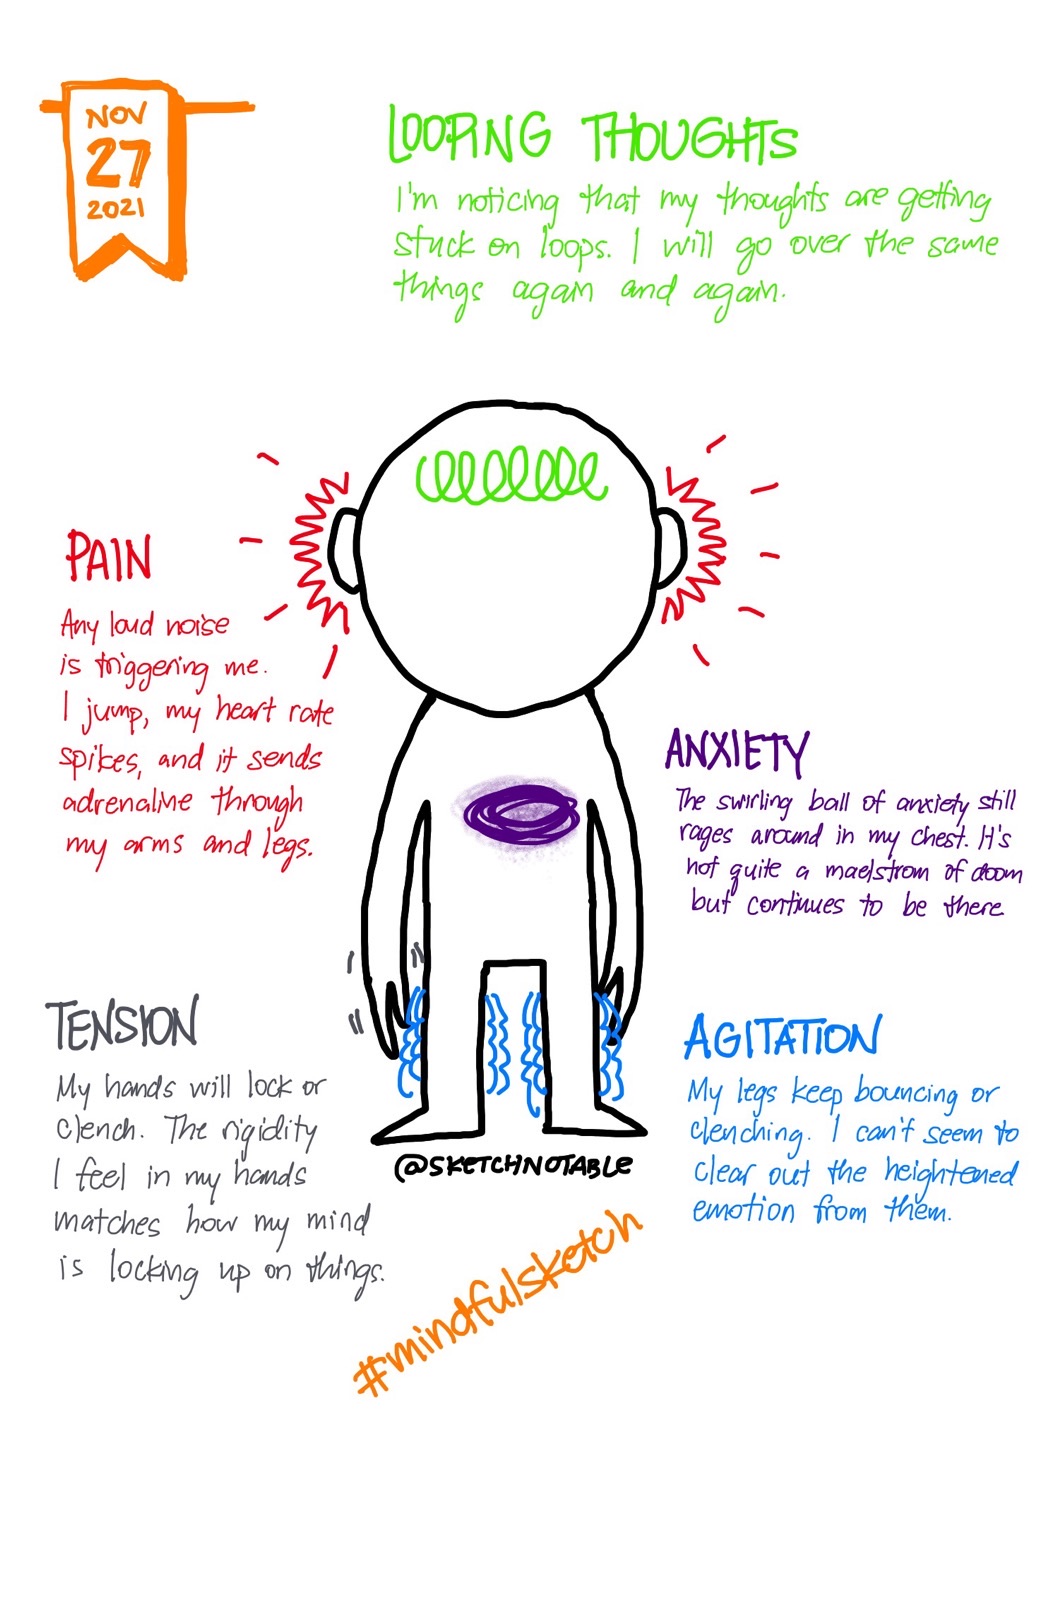 NOV
27
2021
LOOPING THOUGHTS
I'm noticing that my thoughts are getting
stuck on loops. I will go over the same
things again and again.
PAIN
Any loud noise
is triggering me.
I jump, my heart rate
spikes, and it sends
adrenaline through
my arms and legs.
ANXIETY
The swirling ball of anxiety still
rages around in my chest. It's
not quite a maelstrom of doom
but continues to be there
TENSION
My hands will lock or
clench. The rigidity
I feel in my hands
matches how my mind
is locking up on things.
AGITATION
My legs keep bouncing or
clenching. I can't seem to
clear out the heightened
emotion from them.
@SKETCHNOTABLE
#mindfulsketch